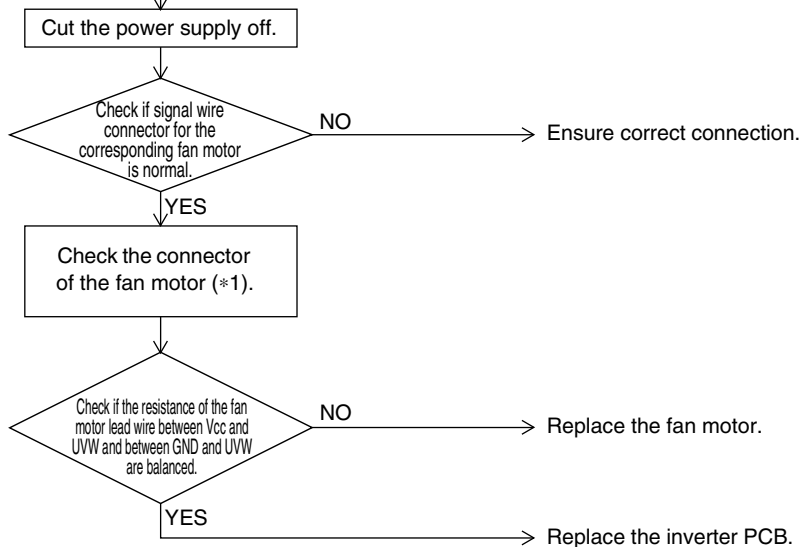 Cut the power supply off.
Check if signal wire
connector for the
corresponding fan motor
is normal.
NO
Ensure correct connection.
YES
Check the connector
of the fan motor (*1).
Check if the resistance of the fan
motor lead wire between Vcc and
UVW and between GND and UVW
are balanced.
NO
Replace the fan motor.
YES
Replace the inverter PCB.